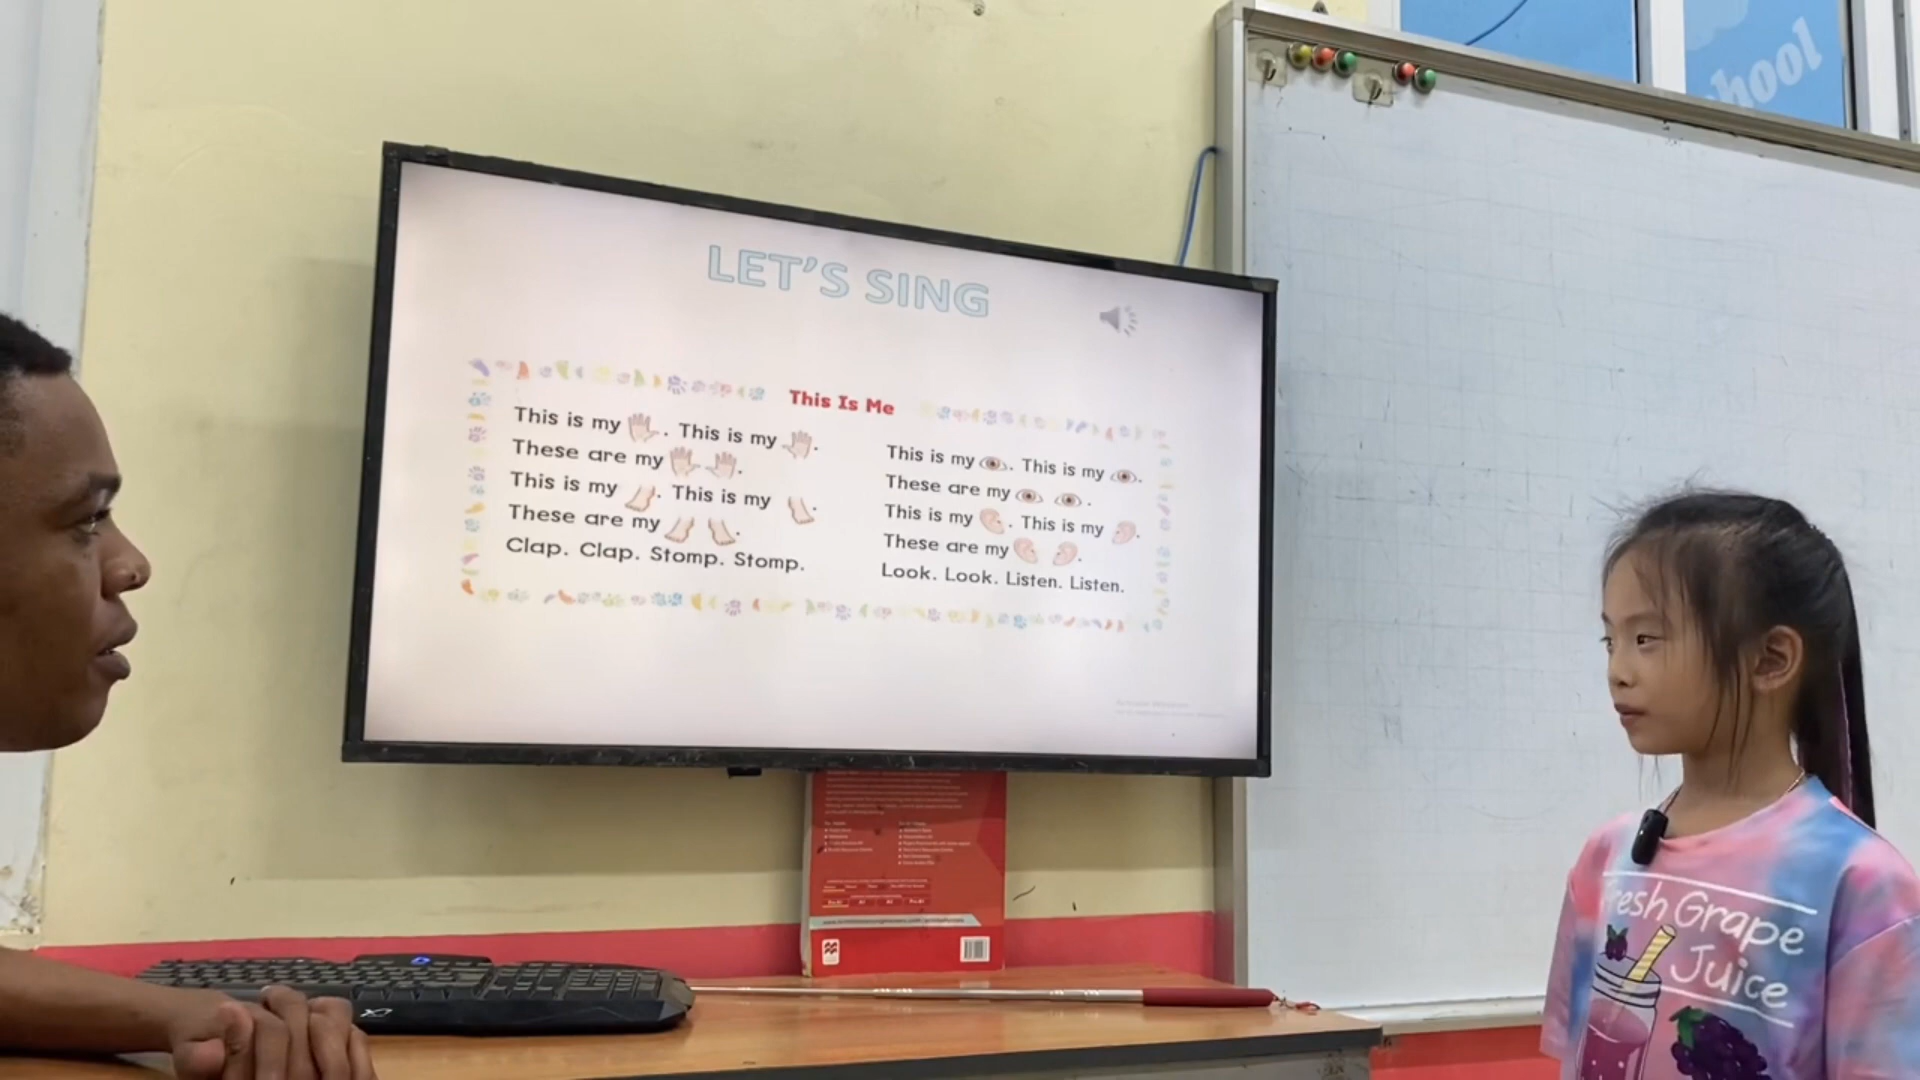 hool
LET'S SING
This Is Me
This is my . This is my .
These are my .
This is my . This is my .
These are my .
Clap. Clap. Stomp. Stomp.
This is my . This is my .
These are my .
This is my . This is my .
These are my .
Look. Look. Listen. Listen.
resh Grape
Juice